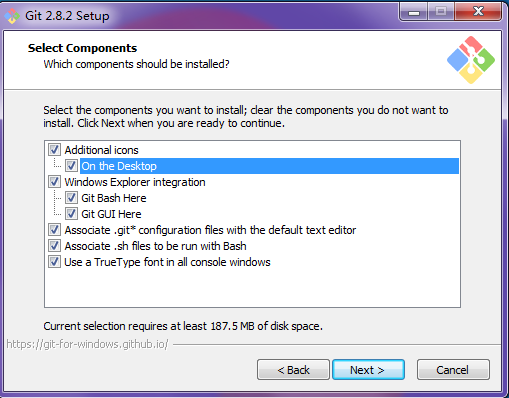 Git 2.8.2 Setup
Select Components
Which components should be installed?
Select the components you want to install; clear the components you do not want to
install. Click Next when you are ready to continue.
Additional icons
On the Desktop
Windows Explorer integration
Git Bash Here
Git GUI Here
Associate .git* configuration files with the default text editor
Associate .sh files to be run with Bash
Use a TrueType font in all console windows
Current selection requires at least 187.5 MB of disk space.
https://git-for-windows.github.io/
< Back
Next >
Cancel